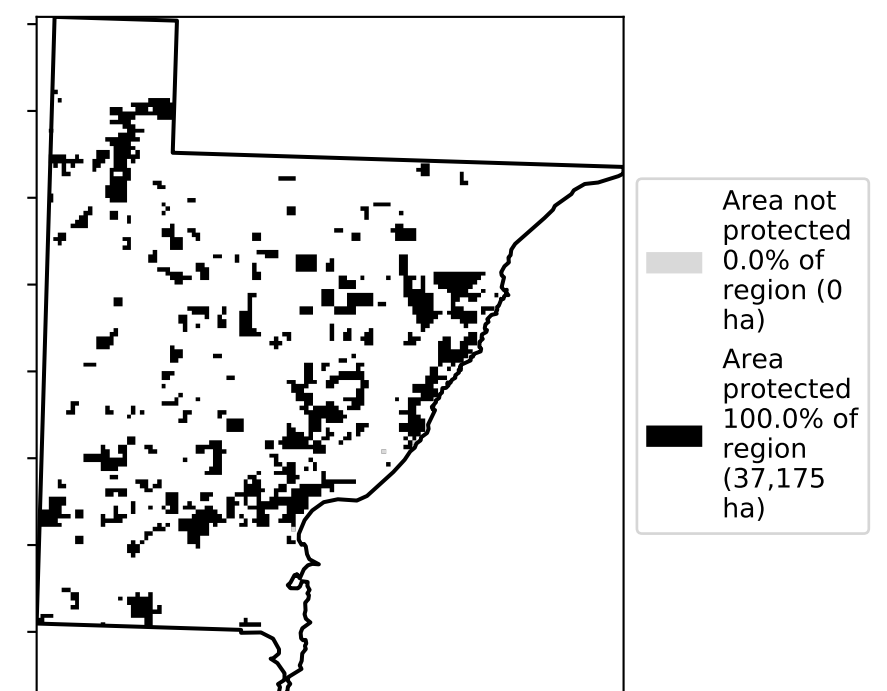 Area not
protected
0.0% of
region (0
ha)
Area
protected
100.0% of
region
(37,175
ha)